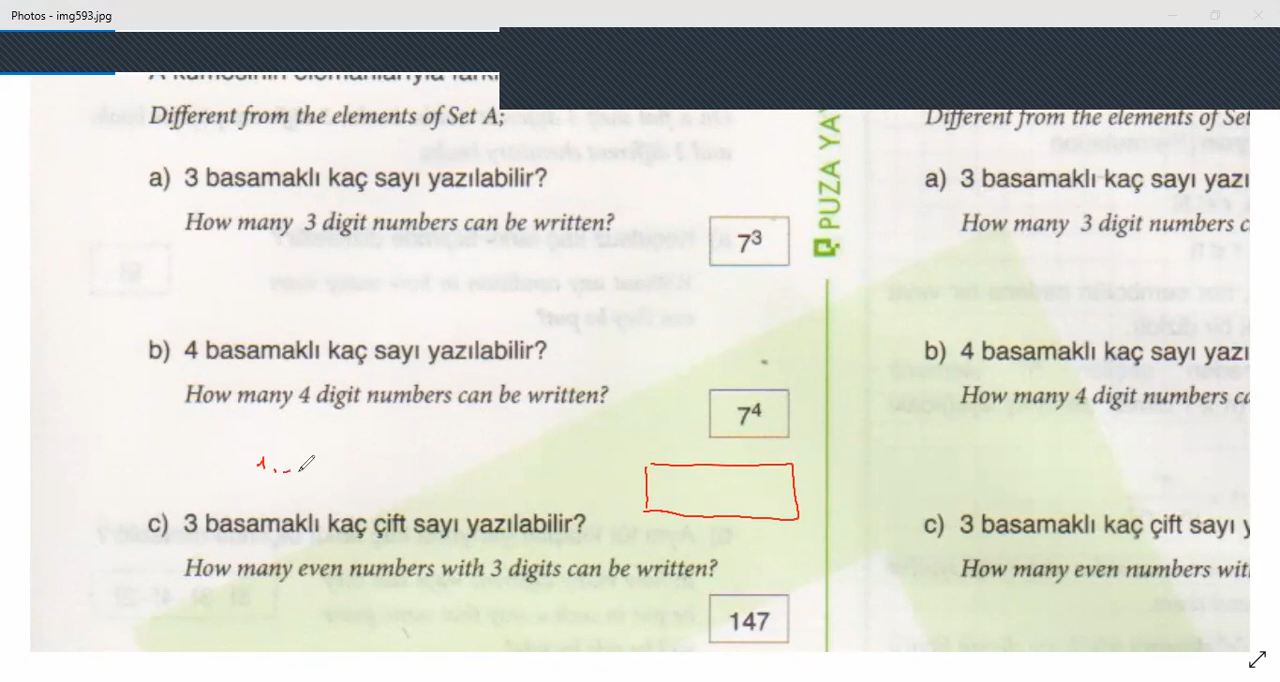 Photos - img593.jpg
A kümesinin elemanlarıyla
Different from the elements of Set A;
a) 3 basamaklı kaç sayı yazılabilir?
How many 3 digit numbers can be written?
7³
b) 4 basamaklı kaç sayı yazılabilir?
How many 4 digit numbers can be written?
7⁴
1. -
c) 3 basamaklı kaç çift sayı yazılabilir?
How many even numbers with 3 digits can be written?
147
PUZA YA
Different from the elements of Set
a) 3 basamaklı kaç sayı yazı
How many 3 digit numbers c
b) 4 basamaklı kaç sayı yazı
How many 4 digit numbers ca
c) 3 basamaklı kaç çift sayı y
How many even numbers wit